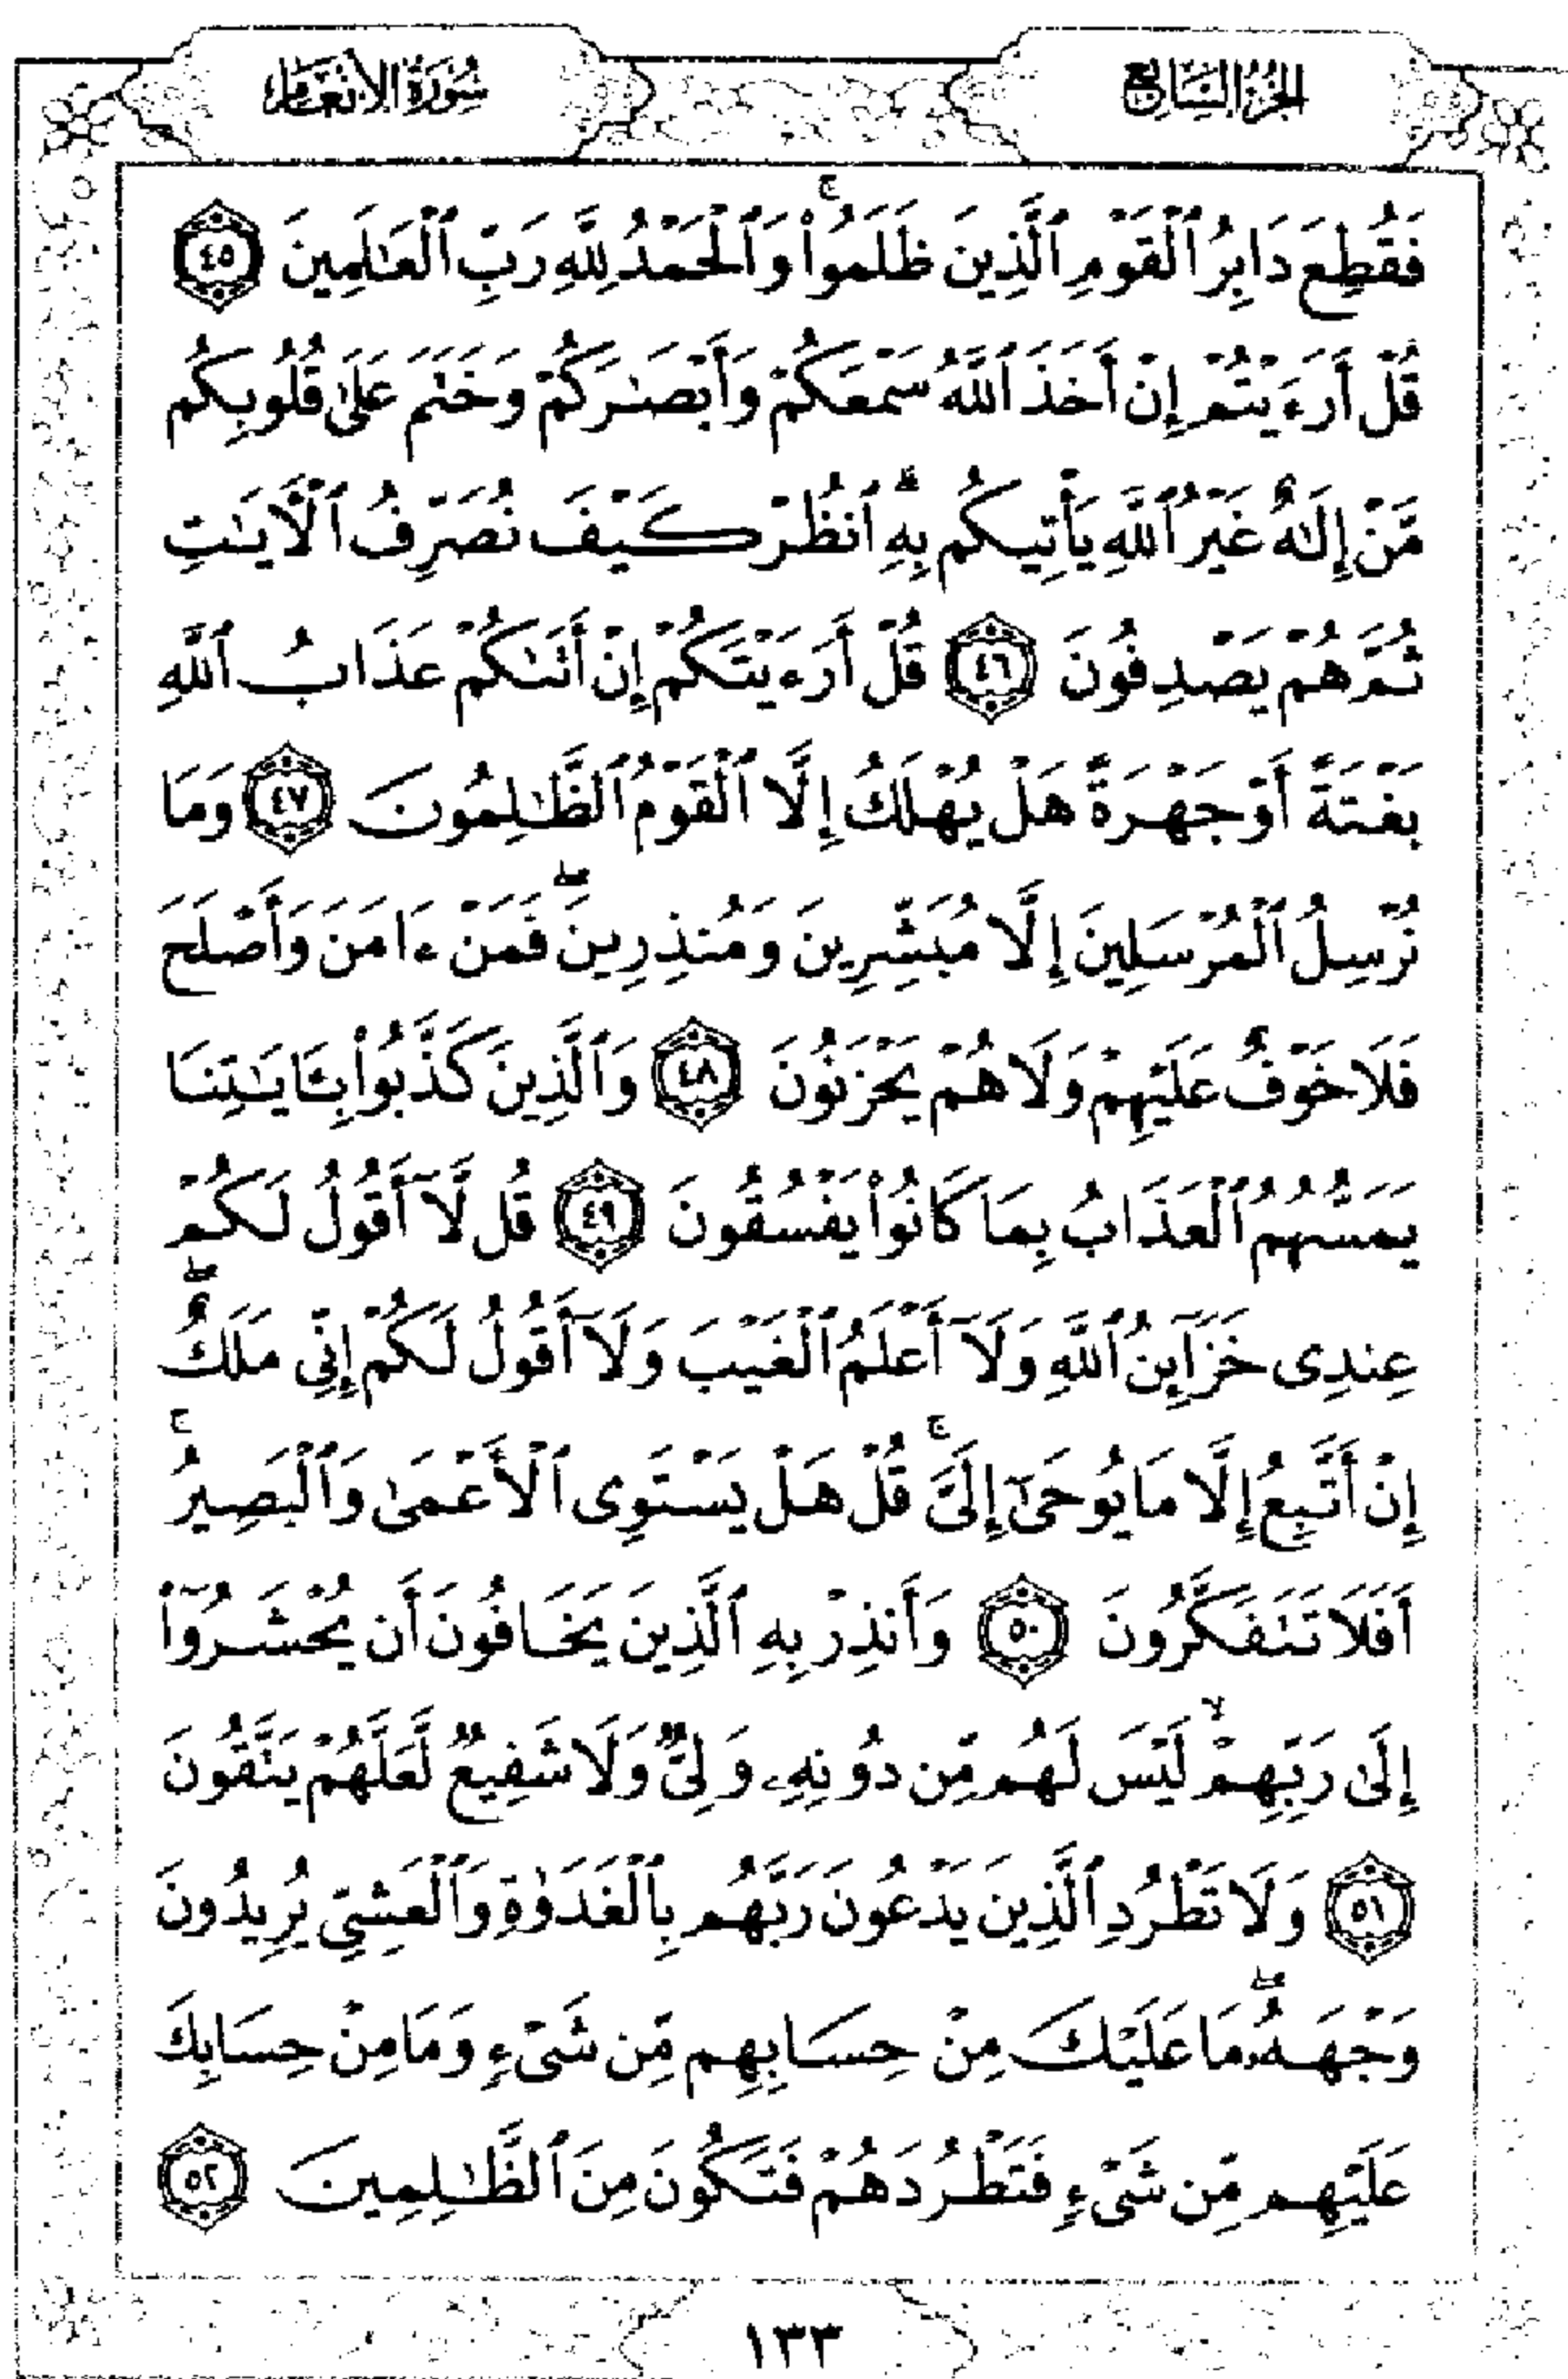 الجزء السابع
سورة الأنعام
فَقُطِعَ دَابِرُ ٱلْقَوْمِ ٱلَّذِينَ ظَلَمُوا۟ ۚ وَٱلْحَمْدُ لِلَّهِ رَبِّ ٱلْعَـٰلَمِينَ ٤٥
قُلْ أَرَءَيْتُمْ إِنْ أَخَذَ ٱللَّهُ سَمْعَكُمْ وَأَبْصَـٰرَكُمْ وَخَتَمَ عَلَىٰ قُلُوبِكُم
مَّنْ إِلَـٰهٌ غَيْرُ ٱللَّهِ يَأْتِيكُم بِهِ ۗ ٱنظُرْ كَيْفَ نُصَرِّفُ ٱلْـَٔايَـٰتِ
ثُمَّ هُمْ يَصْدِفُونَ ٤٦ قُلْ أَرَءَيْتَكُمْ إِنْ أَتَىٰكُمْ عَذَابُ ٱللَّهِ
بَغْتَةً أَوْ جَهْرَةً هَلْ يُهْلَكُ إِلَّا ٱلْقَوْمُ ٱلظَّـٰلِمُونَ ٤٧ وَمَا
نُرْسِلُ ٱلْمُرْسَلِينَ إِلَّا مُبَشِّرِينَ وَمُنذِرِينَ ۖ فَمَنْ ءَامَنَ وَأَصْلَحَ
فَلَا خَوْفٌ عَلَيْهِمْ وَلَا هُمْ يَحْزَنُونَ ٤٨ وَٱلَّذِينَ كَذَّبُوا۟ بِـَٔايَـٰتِنَا
يَمَسُّهُمُ ٱلْعَذَابُ بِمَا كَانُوا۟ يَفْسُقُونَ ٤٩ قُل لَّآ أَقُولُ لَكُمْ
عِندِى خَزَآئِنُ ٱللَّهِ وَلَآ أَعْلَمُ ٱلْغَيْبَ وَلَآ أَقُولُ لَكُمْ إِنِّى مَلَكٌ ۖ
إِنْ أَتَّبِعُ إِلَّا مَا يُوحَىٰٓ إِلَىَّ ۚ قُلْ هَلْ يَسْتَوِى ٱلْأَعْمَىٰ وَٱلْبَصِيرُ ۚ
أَفَلَا تَتَفَكَّرُونَ ٥٠ وَأَنذِرْ بِهِ ٱلَّذِينَ يَخَافُونَ أَن يُحْشَرُوٓا۟
إِلَىٰ رَبِّهِمْ ۙ لَيْسَ لَهُم مِّن دُونِهِۦ وَلِىٌّ وَلَا شَفِيعٌ لَّعَلَّهُمْ يَتَّقُونَ
٥١ وَلَا تَطْرُدِ ٱلَّذِينَ يَدْعُونَ رَبَّهُم بِٱلْغَدَوٰةِ وَٱلْعَشِىِّ يُرِيدُونَ
وَجْهَهُۥ ۖ مَا عَلَيْكَ مِنْ حِسَابِهِم مِّن شَىْءٍ وَمَا مِنْ حِسَابِكَ
عَلَيْهِم مِّن شَىْءٍ فَتَطْرُدَهُمْ فَتَكُونَ مِنَ ٱلظَّـٰلِمِينَ ٥٢
١٣٣